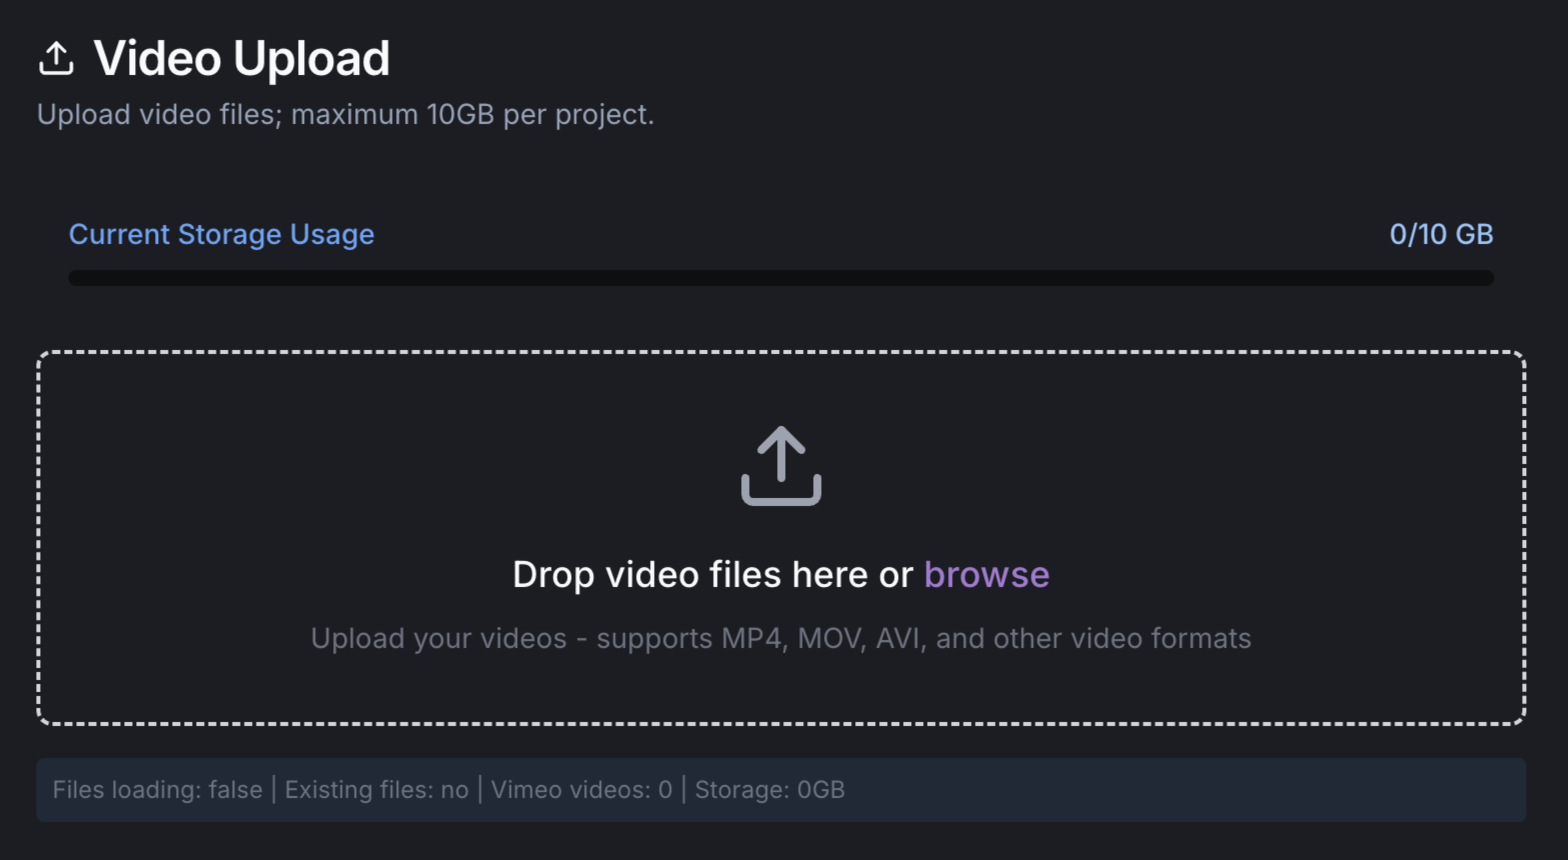 Video Upload
Upload video files; maximum 10GB per project.
Current Storage Usage
0/10 GB
Drop video files here or browse
Upload your videos - supports MP4, MOV, AVI, and other video formats
Files loading: false | Existing files: no | Vimeo videos: 0 | Storage: 0GB